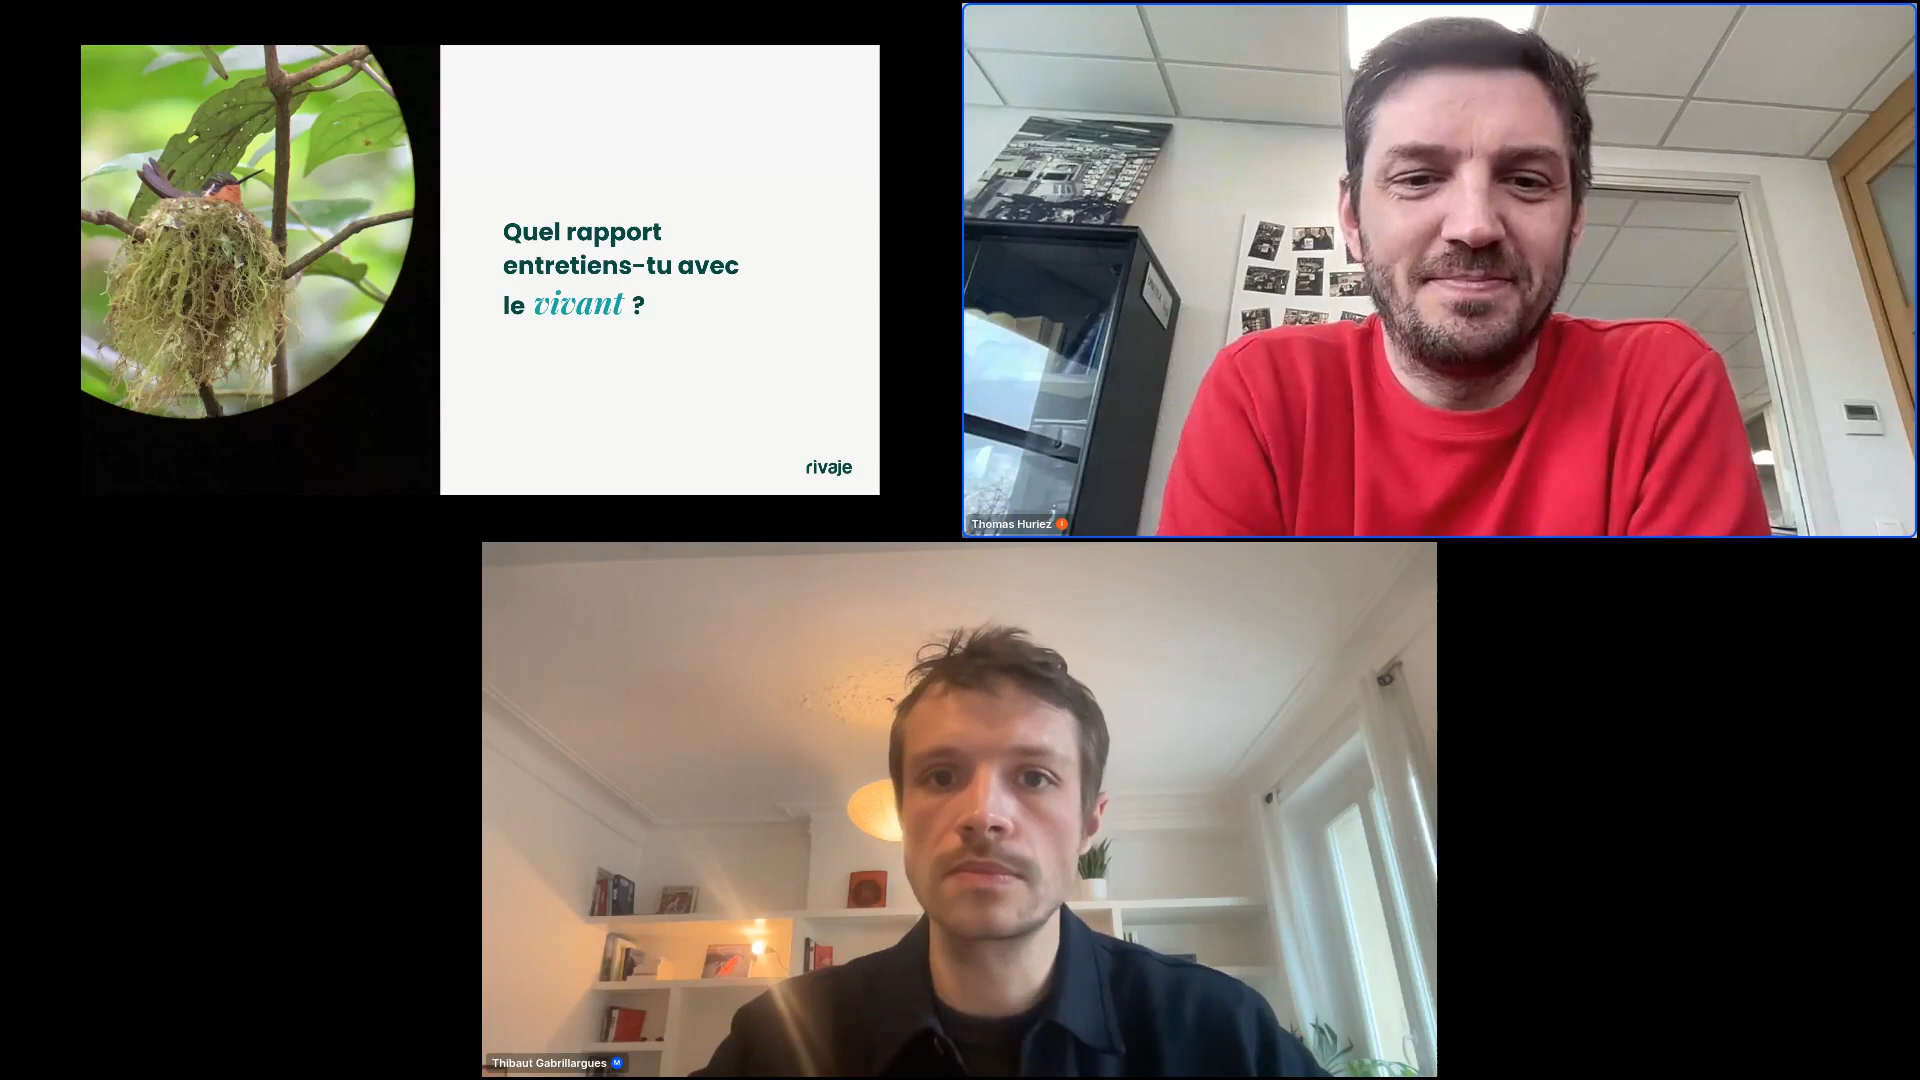 Quel rapport
entretiens-tu avec
le vivant ?
rivaje
Thomas Huriez
Thibaut Gabrillargues
M